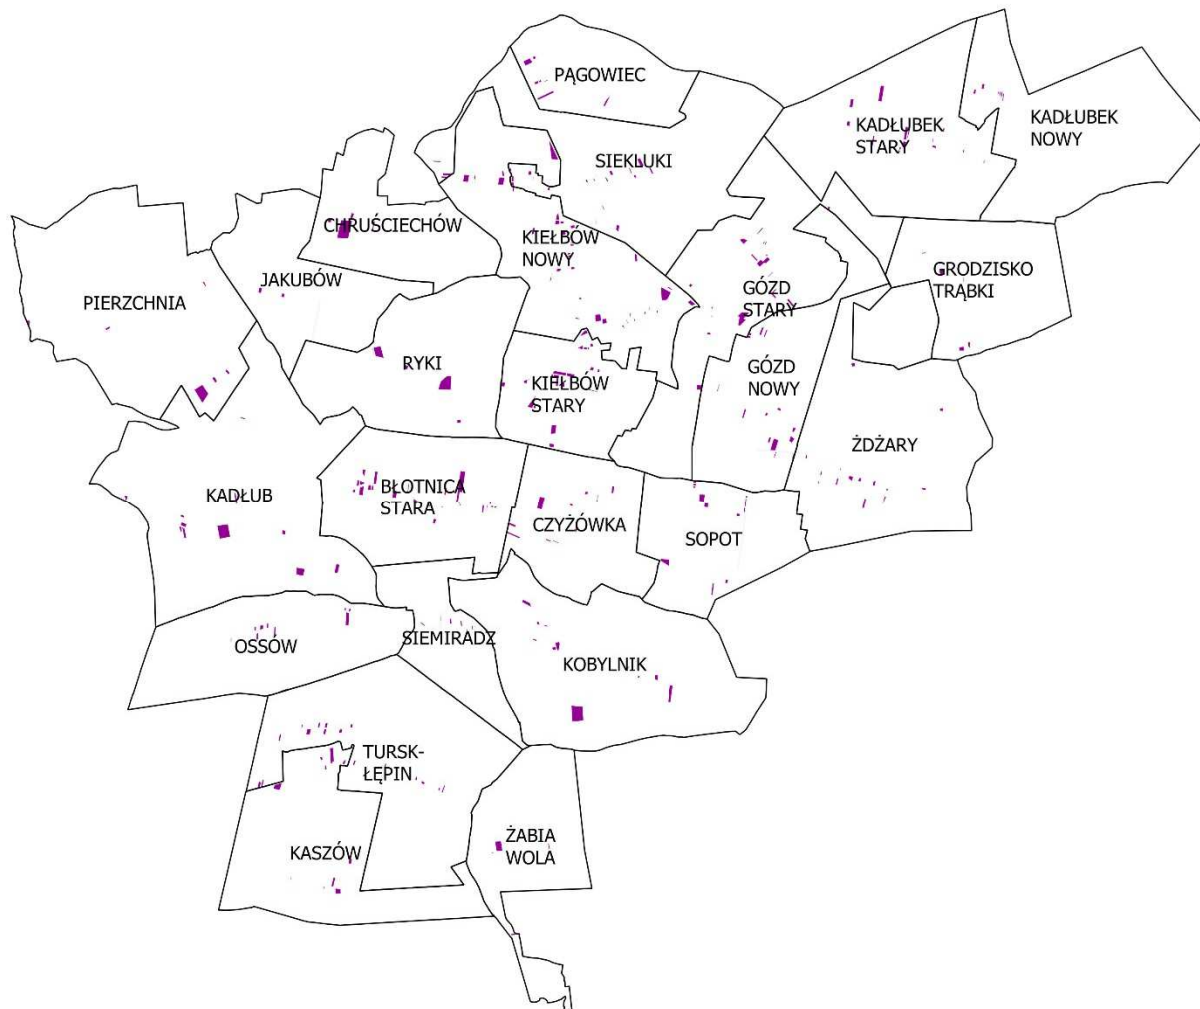 PĄGOWIEC
KADŁUBEK
STARY
KADŁUBEK
NOWY
SIEKLUKI
CHRUŚCIECHÓW
KIEŁBÓW
NOWY
JAKUBÓW
PIERZCHNIA
GÓZD
STARY
GRODZISKO
TRĄBKI
RYKI
KIEŁBÓW
STARY
GÓZD
NOWY
ŻDŻARY
KADŁUB
BŁOTNICA
STARA
CZYŻÓWKA
SOPOT
OSSÓW
SIEMIRADZ
KOBYLNIK
TURSK-
ŁĘPIN
KASZÓW
ŻABIA
WOLA